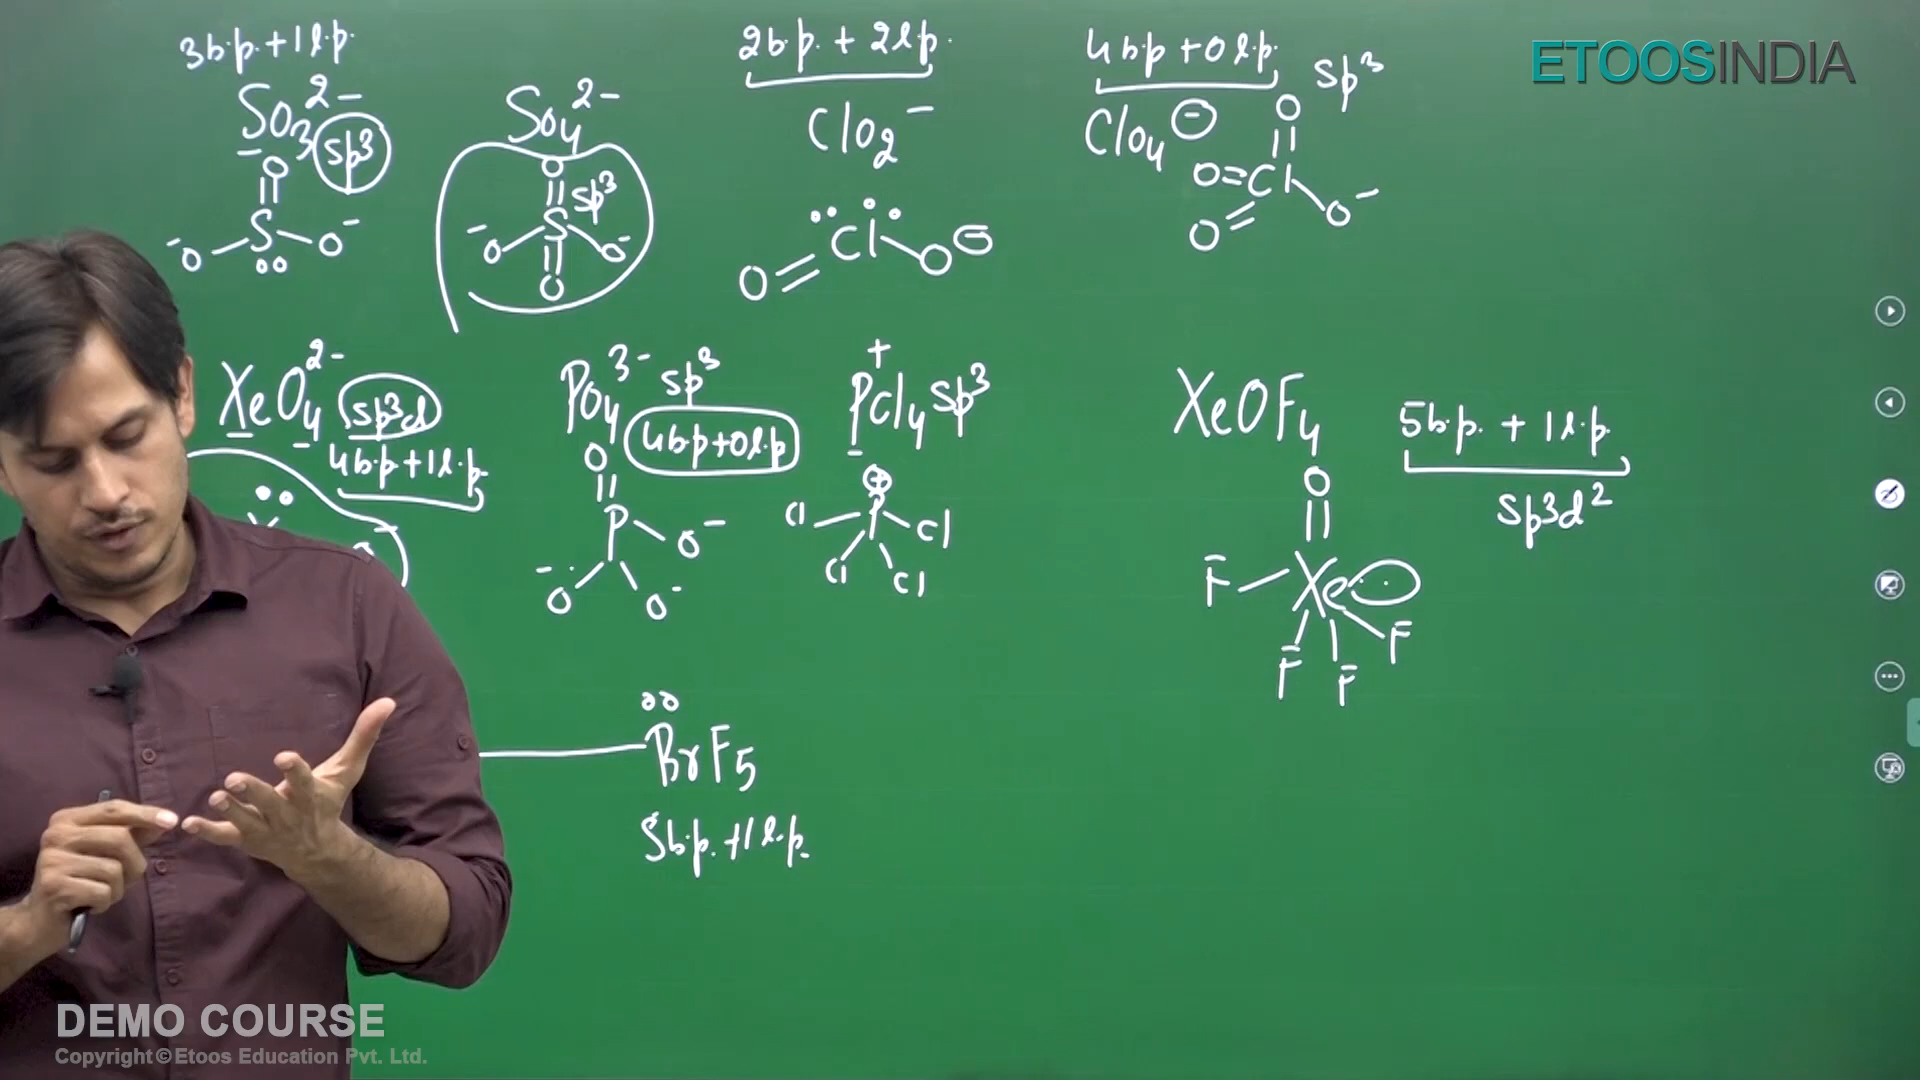 3b.p. + 1l.p.
SO3 2-
sp3
O
S
-O
O-
SO4 2-
O
sp3
S
-O
O-
O
2b.p. + 2l.p.
ClO2 -
O
Cl
O-
4b.p + 0l.p.
sp3
ClO4 -
O
O=Cl
O
O-
ETOOSINDIA
XeO4 2-
sp3d
4b.p + 1l.p.
PO4 3-
sp3
4b.p + 0l.p
O
P
O-
-O
O-
PCl4 +
sp3
⊕
P
Cl
Cl
Cl
Cl
XeOF4
5b.p. + 1l.p.
sp3d2
O
F
Xe
F
F
F
BrF5
5b.p. + 1l.p.
DEMO COURSE
Copyright © Etoos Education Pvt. Ltd.